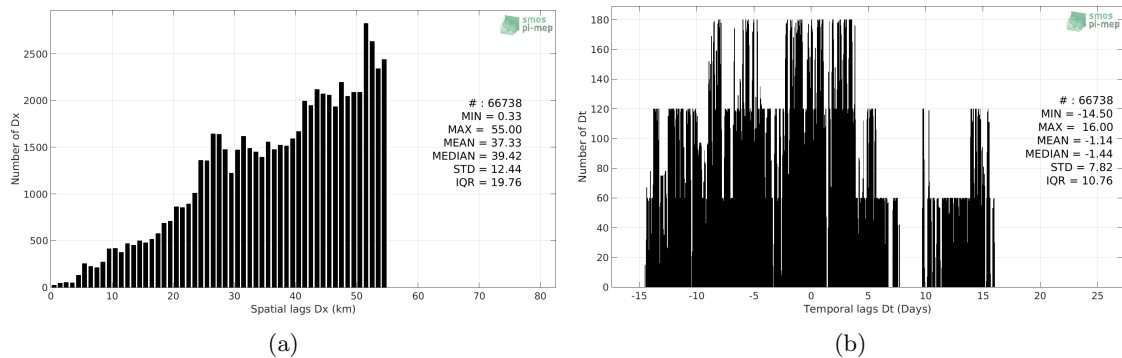 smos
pi-mep
Number of Dx
2500
2000
1500
1000
500
0
# : 66738
MIN = 0.33
MAX = 55.00
MEAN = 37.33
MEDIAN = 39.42
STD = 12.44
IQR = 19.76
0 10 20 30 40 50 60 70 80
Spatial lags Dx (km)
(a)
smos
pi-mep
Number of Dt
180
160
140
120
100
80
60
40
20
0
# : 66738
MIN = -14.50
MAX = 16.00
MEAN = -1.14
MEDIAN = -1.44
STD = 7.82
IQR = 10.76
-15 -10 -5 0 5 10 15 20 25
Temporal lags Dt (Days)
(b)